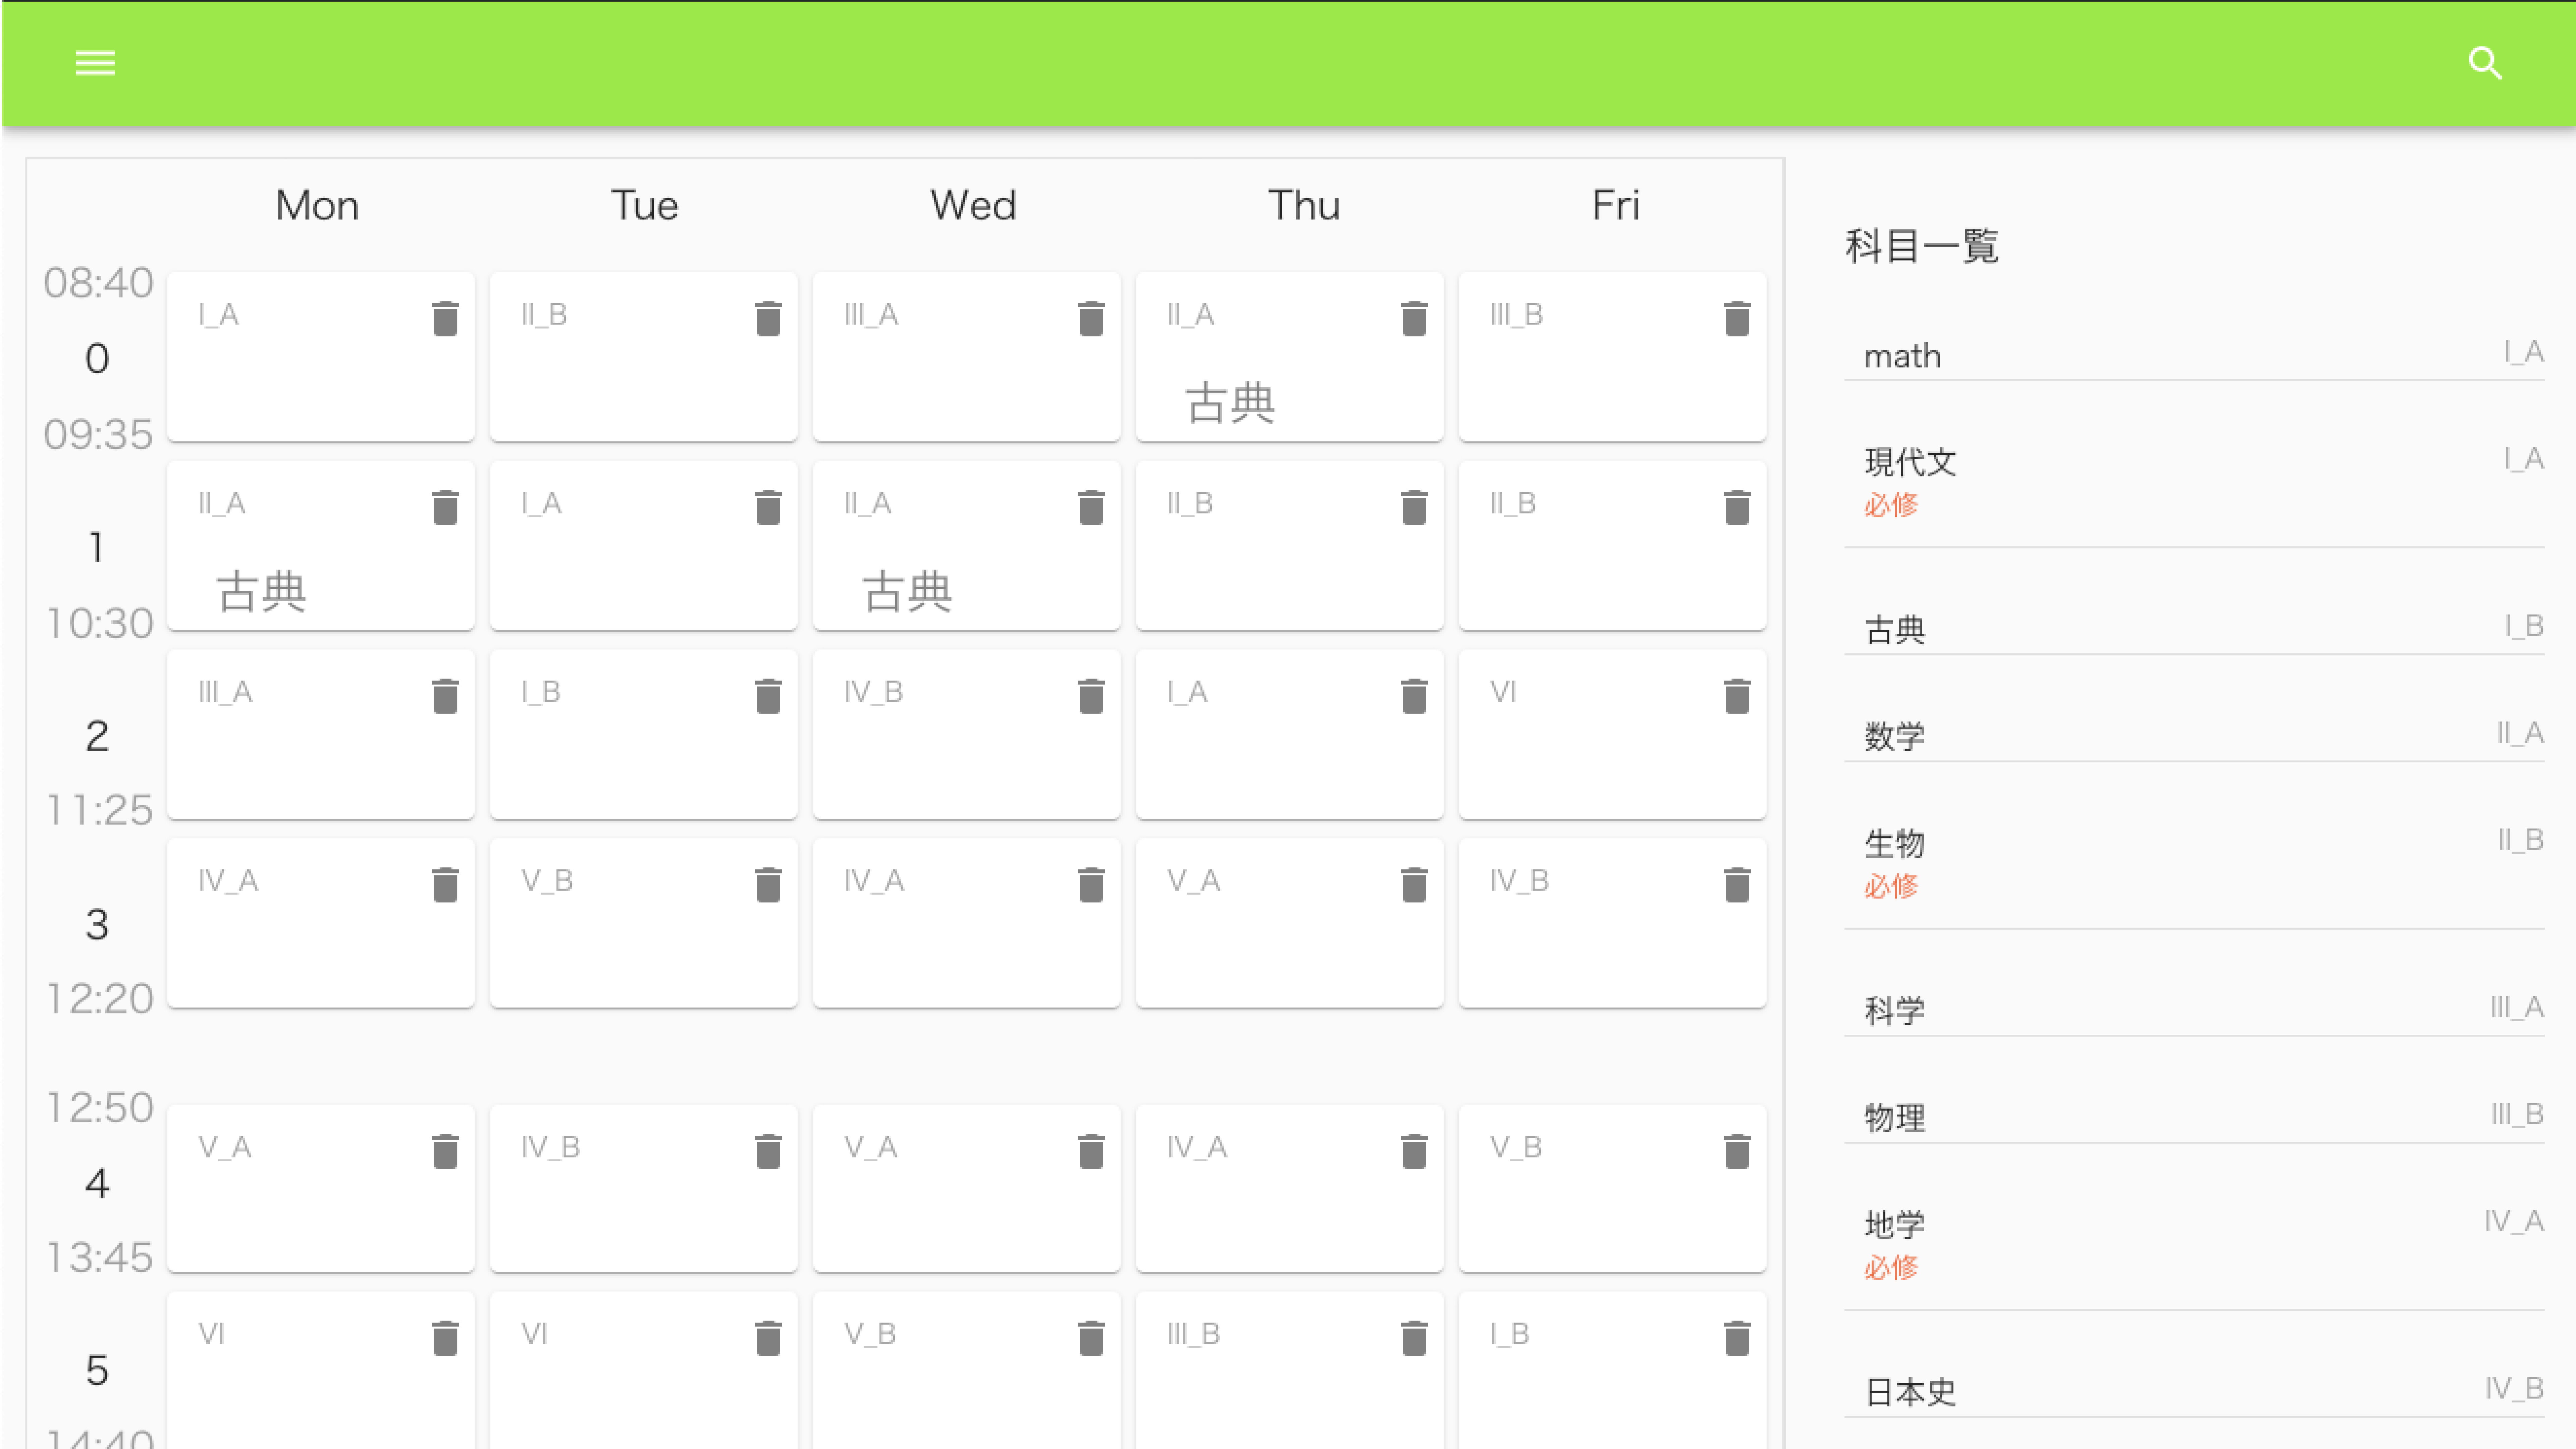 Mon Tue Wed Thu Fri
08:40
I_A II_B III_A II_A III_B
0
古典
09:35
II_A I_A II_A II_B II_B
1
古典 古典
10:30
III_A I_B IV_B I_A VI
2
11:25
IV_A V_B IV_A V_A IV_B
3
12:20
12:50
V_A IV_B V_A IV_A V_B
4
13:45
VI VI V_B III_B I_B
5
14:40
科目一覧
math I_A
現代文 I_A
必修
古典 I_B
数学 II_A
生物 II_B
必修
科学 III_A
物理 III_B
地学 IV_A
必修
日本史 IV_B